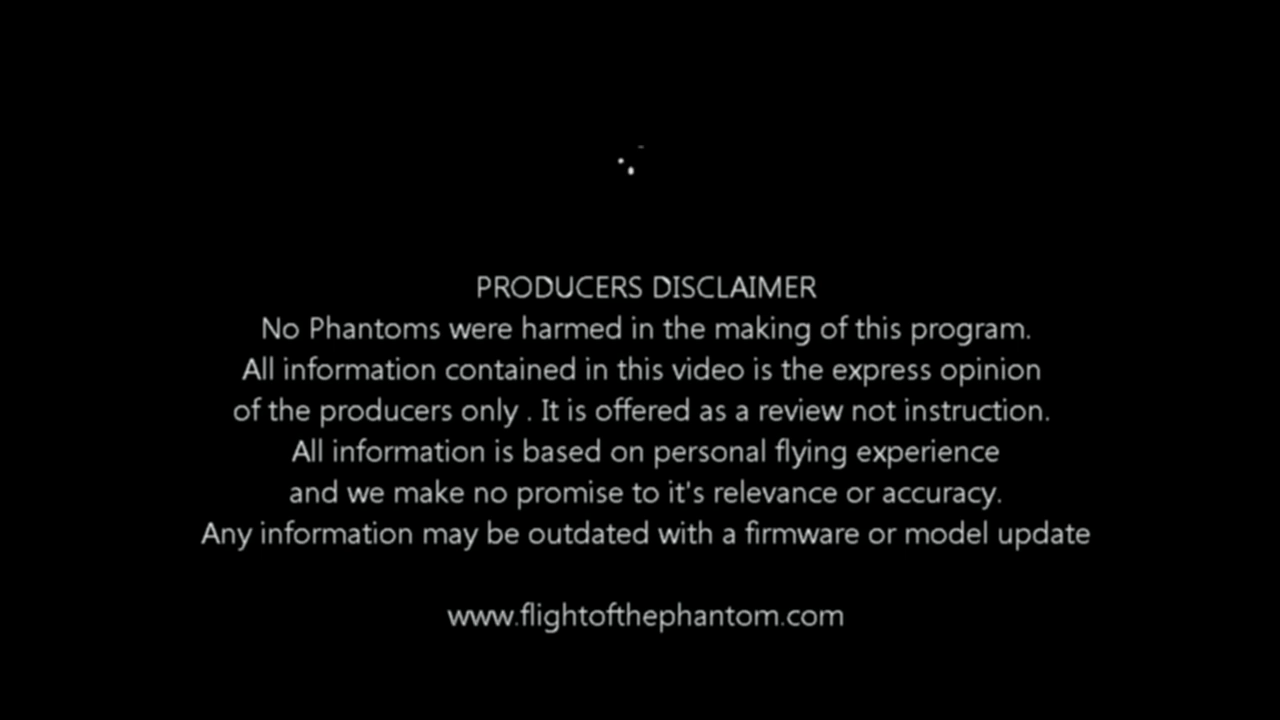 PRODUCERS DISCLAIMER
No Phantoms were harmed in the making of this program.
All information contained in this video is the express opinion
of the producers only . It is offered as a review not instruction.
All information is based on personal flying experience
and we make no promise to it's relevance or accuracy.
Any information may be outdated with a firmware or model update
www.flightofthephantom.com